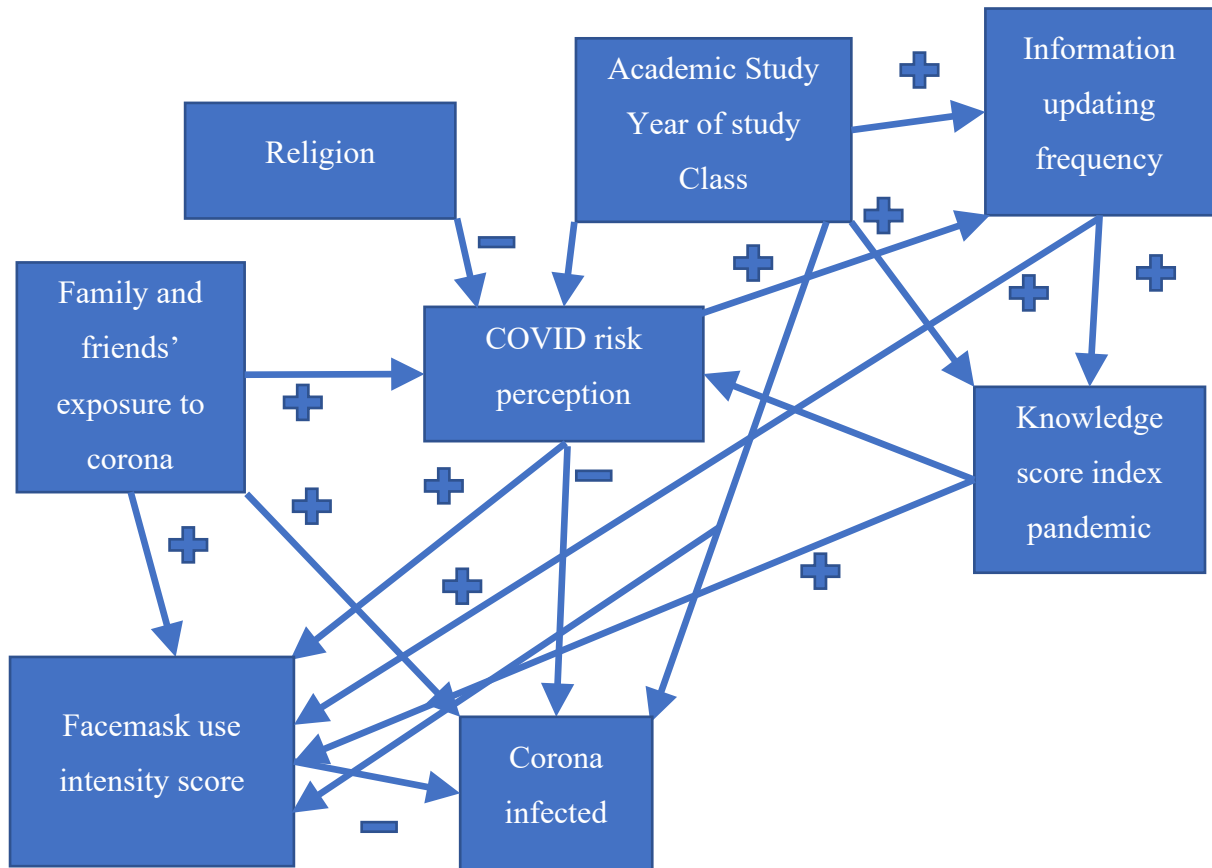 Religion
Academic Study
Year of study
Class
Information
updating
frequency
Family and
friends’
exposure to
corona
COVID risk
perception
Knowledge
score index
pandemic
Facemask use
intensity score
Corona
infected